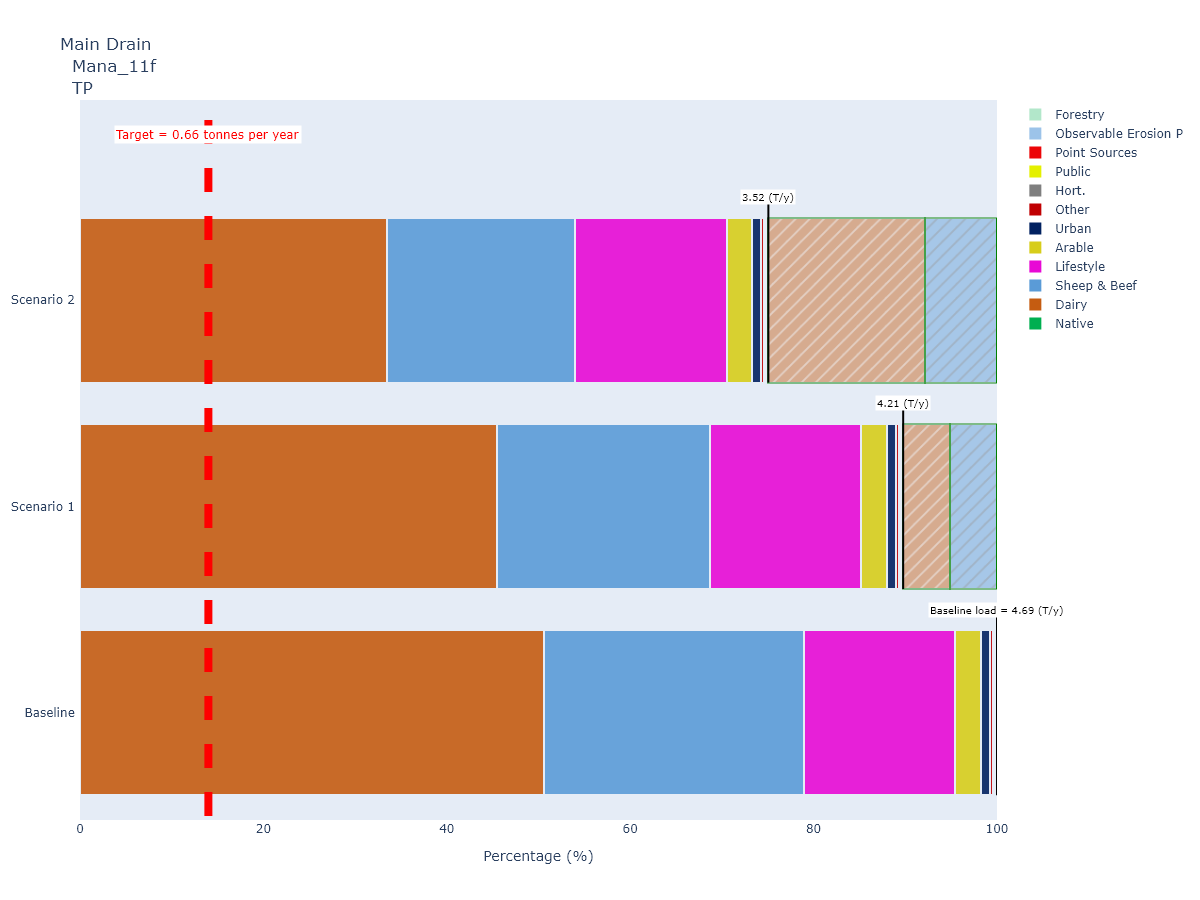 Main Drain
Mana_11f
TP
Target = 0.66 tonnes per year
3.52 (T/y)
Scenario 2
4.21 (T/y)
Scenario 1
Baseline load = 4.69 (T/y)
Baseline
0 20 40 60 80 100
Percentage (%)
Forestry
Observable Erosion P
Point Sources
Public
Hort.
Other
Urban
Arable
Lifestyle
Sheep & Beef
Dairy
Native